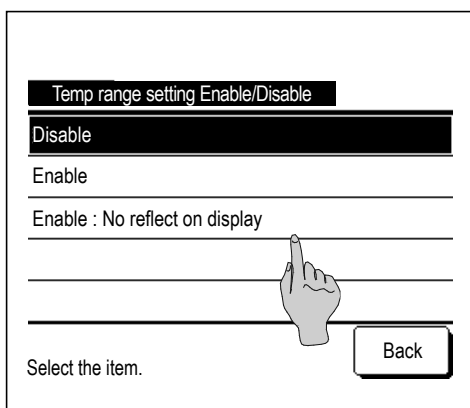 Temp range setting Enable/Disable
Disable
Enable
Enable : No reflect on display
Select the item.
Back